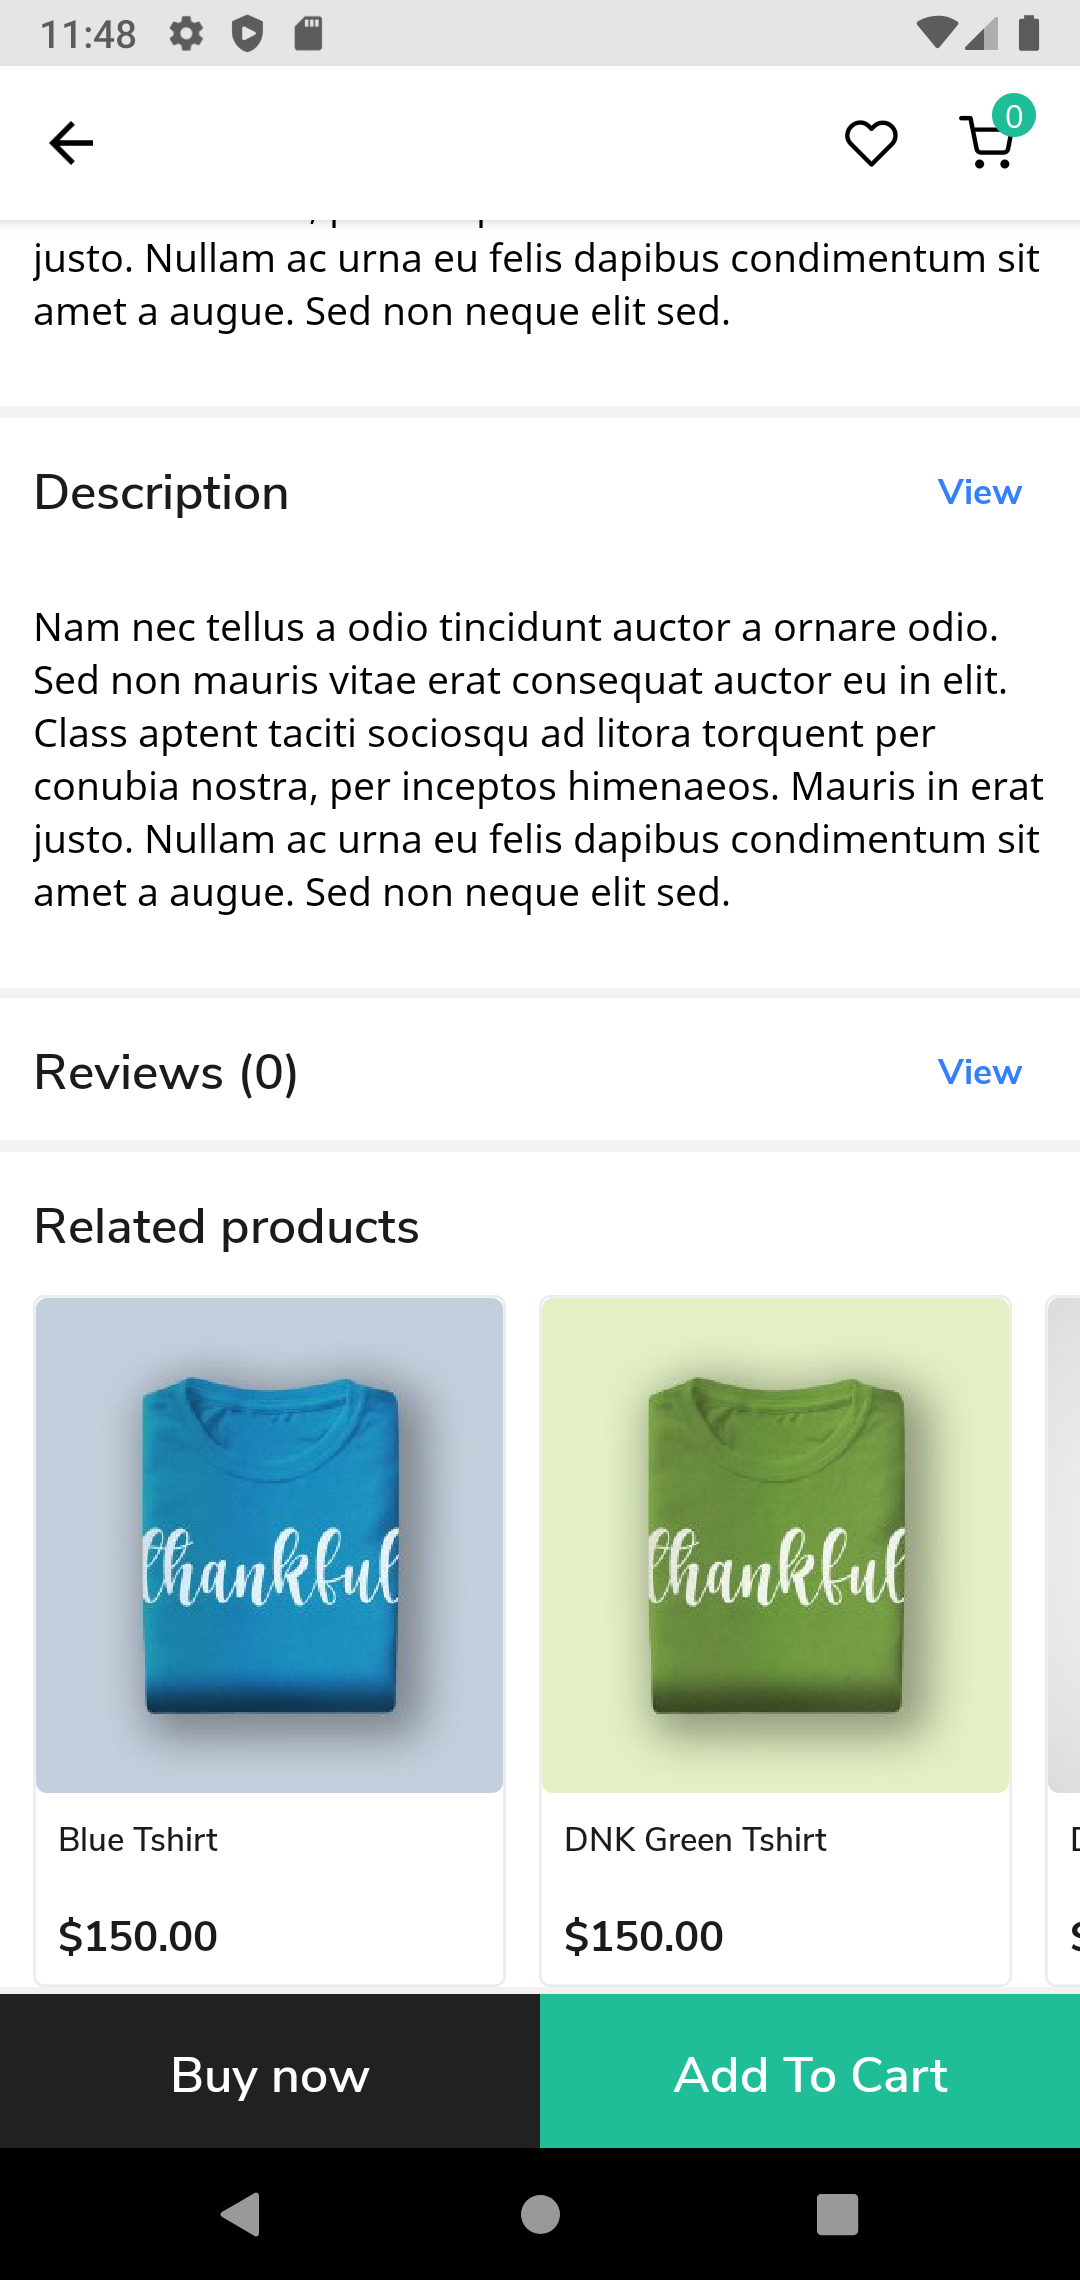 11:48
0
justo. Nullam ac urna eu felis dapibus condimentum sit
amet a augue. Sed non neque elit sed.
Description
View
Nam nec tellus a odio tincidunt auctor a ornare odio.
Sed non mauris vitae erat consequat auctor eu in elit.
Class aptent taciti sociosqu ad litora torquent per
conubia nostra, per inceptos himenaeos. Mauris in erat
justo. Nullam ac urna eu felis dapibus condimentum sit
amet a augue. Sed non neque elit sed.
Reviews (0)
View
Related products
thankful
thankful
Blue Tshirt
DNK Green Tshirt
$150.00
$150.00
Buy now
Add To Cart